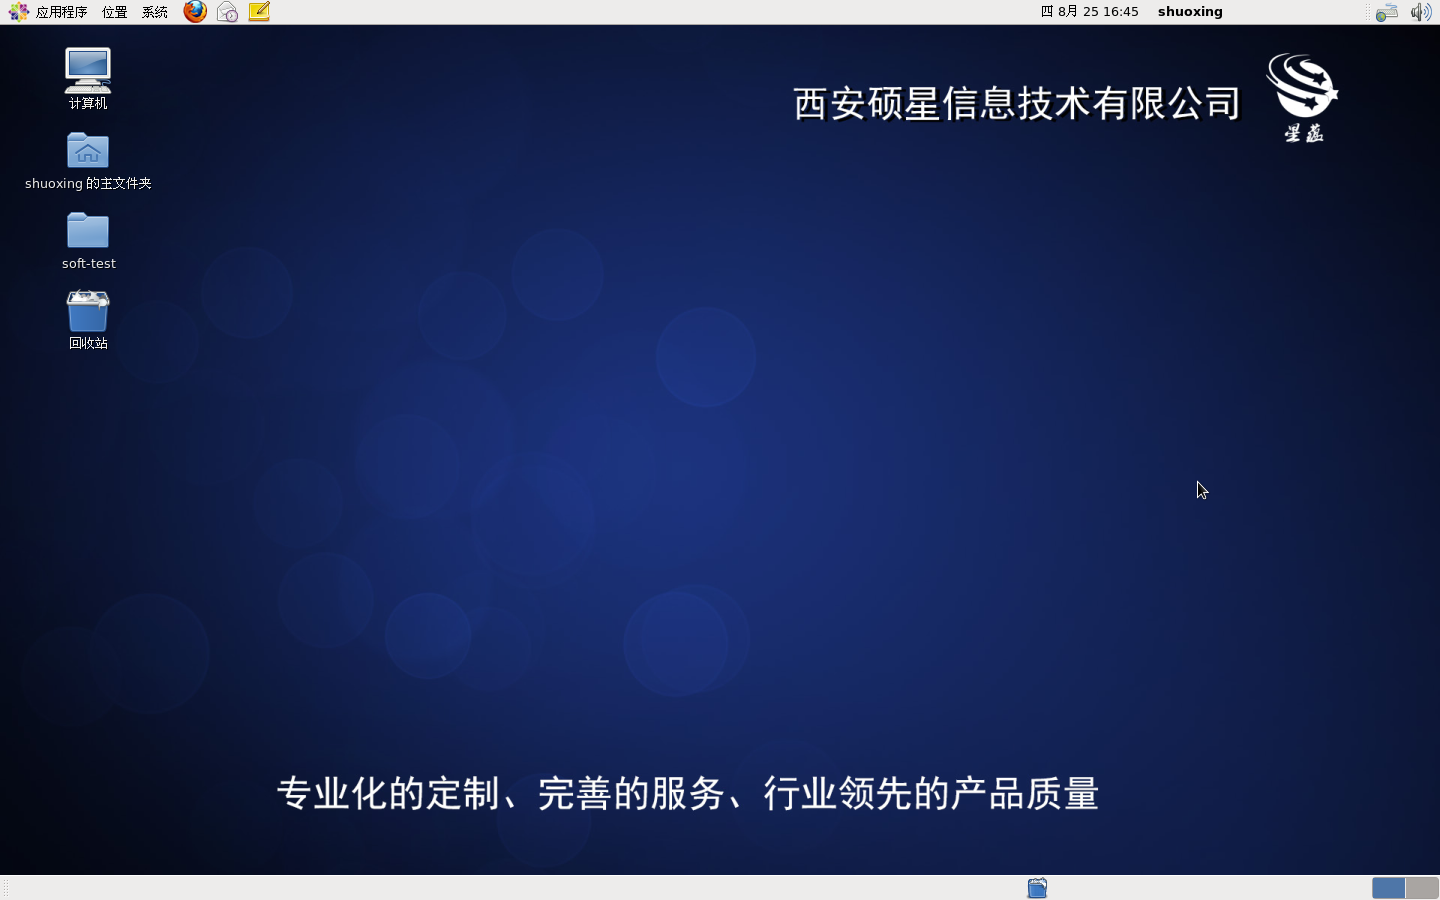 应用程序 位置 系统 四 8月 25 16:45 shuoxing
计算机
西安硕星信息技术有限公司
shuoxing 的主文件夹
soft-test
回收站
专业化的定制、完善的服务、行业领先的产品质量